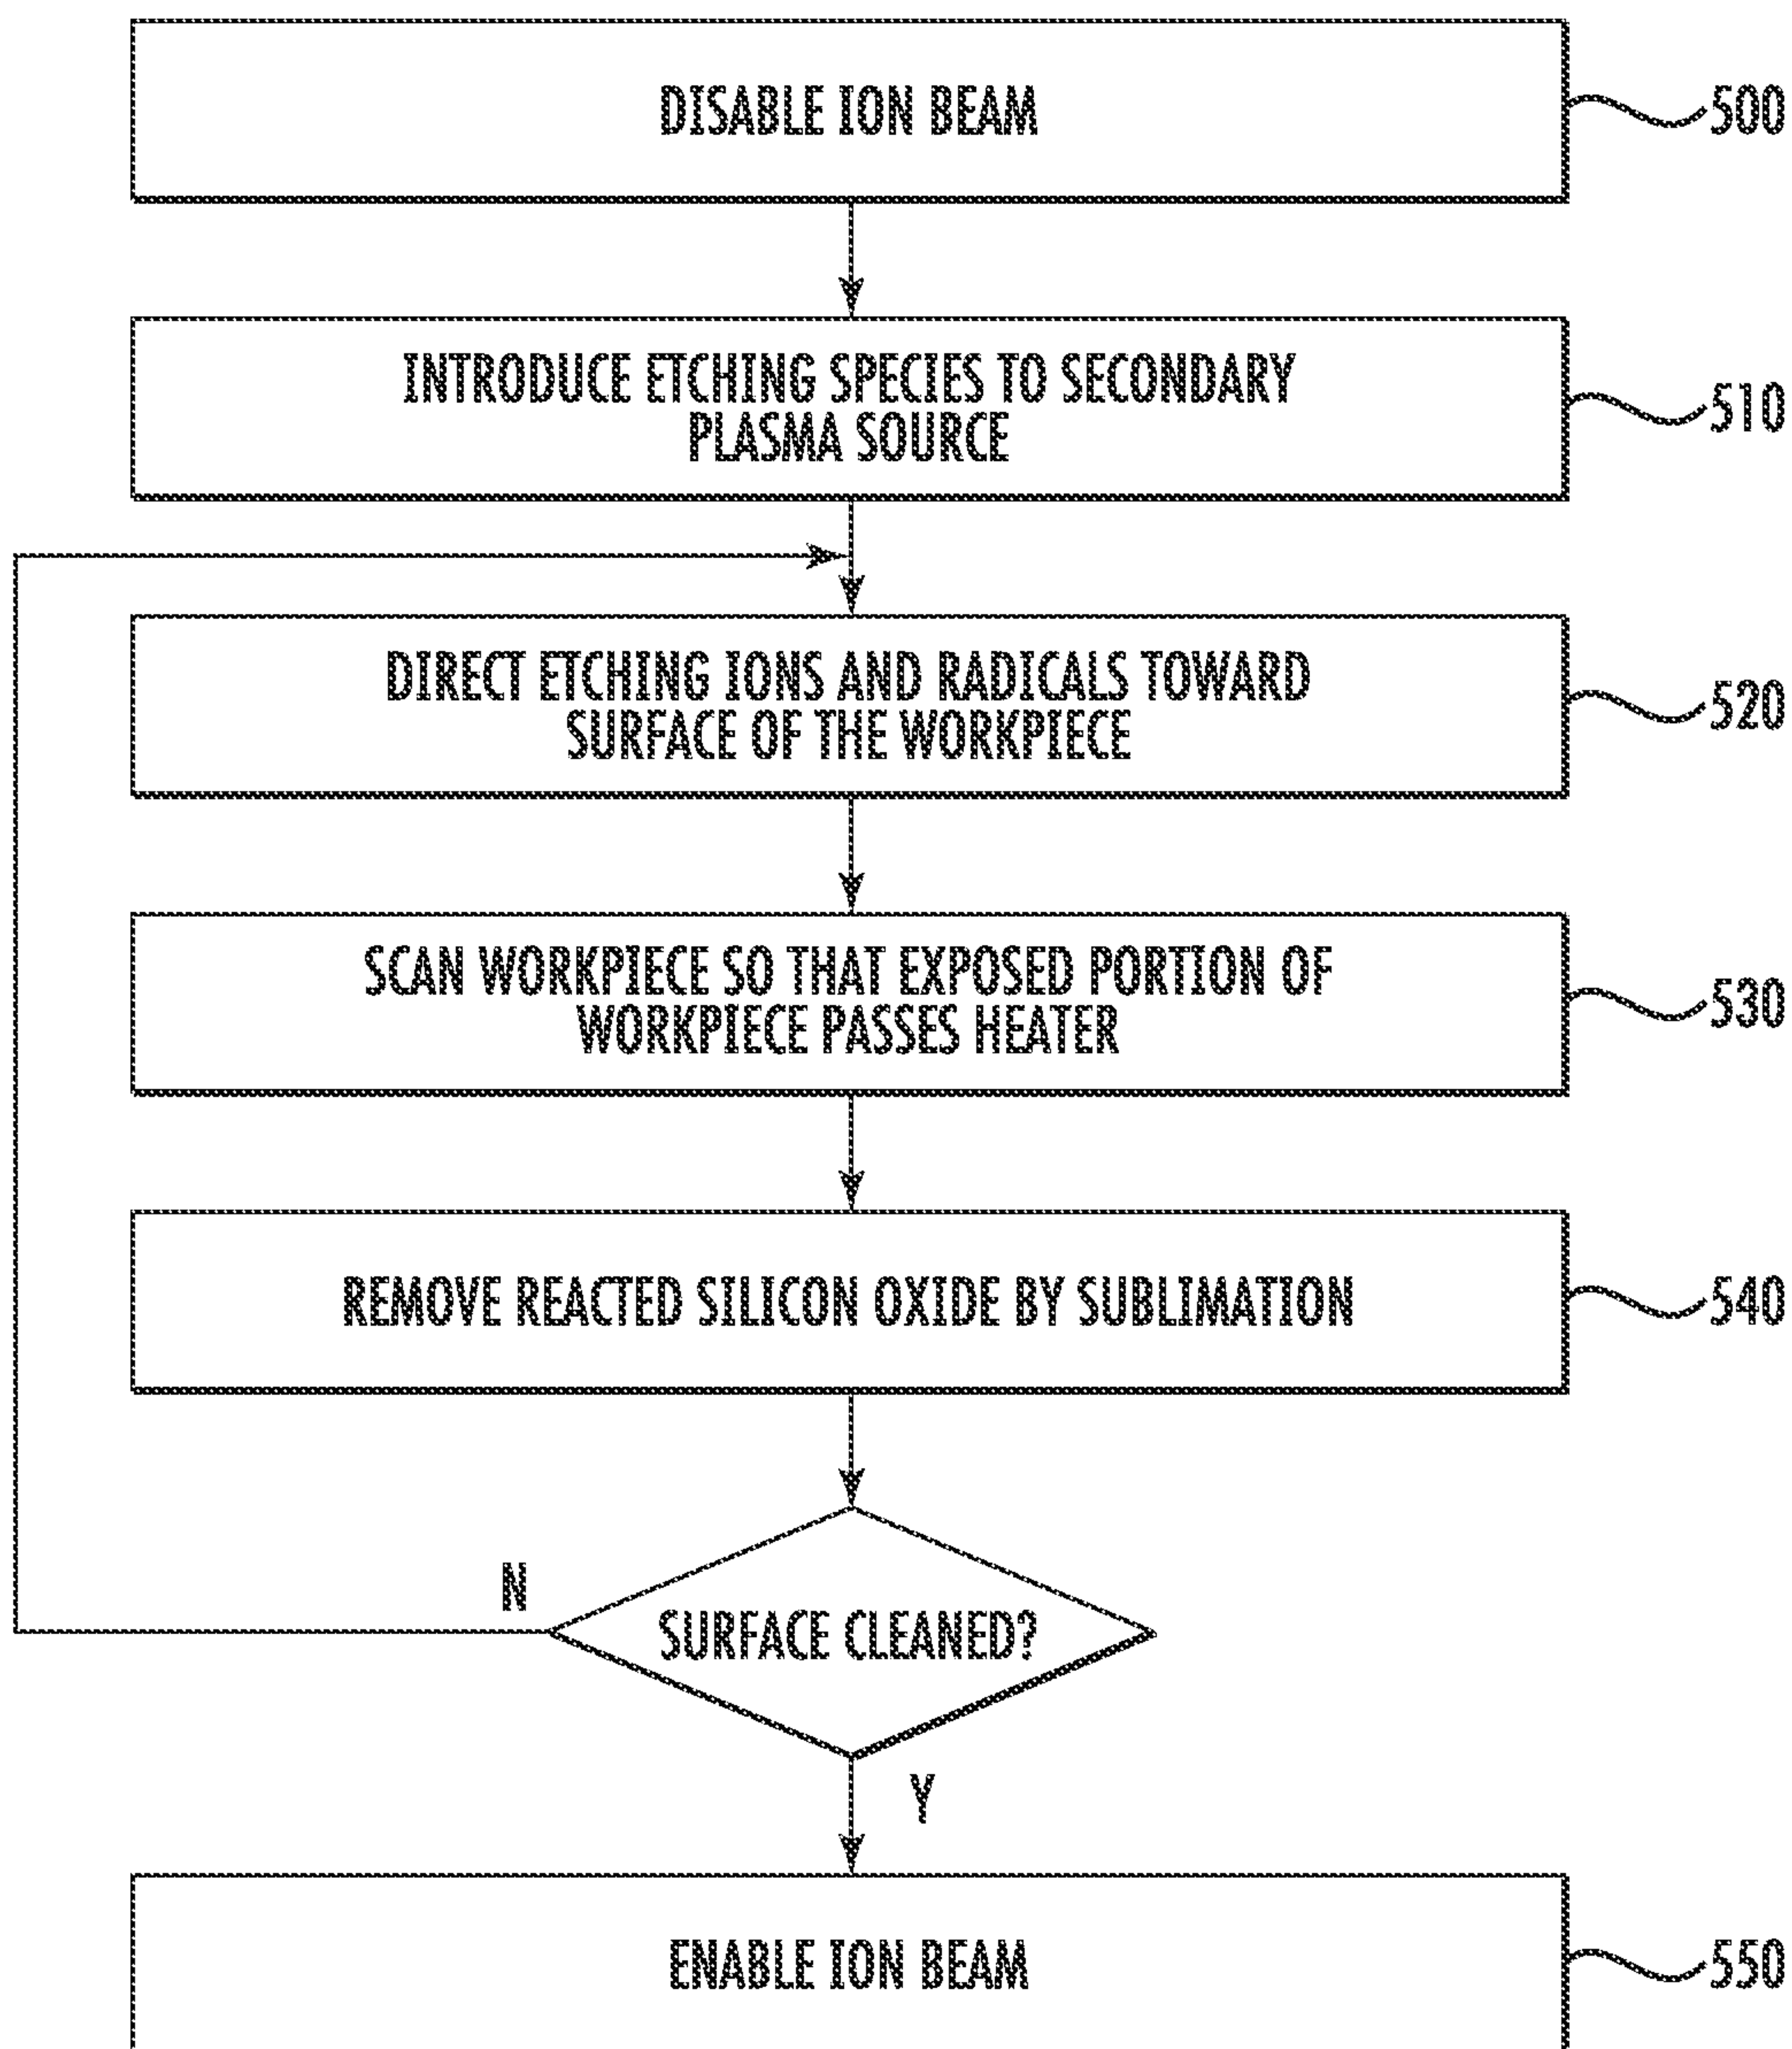 DISABLE ION BEAM
500
INTRODUCE ETCHING SPECIES TO SECONDARY
PLASMA SOURCE
510
DIRECT ETCHING IONS AND RADICALS TOWARD
SURFACE OF THE WORKPIECE
520
SCAN WORKPIECE SO THAT EXPOSED PORTION OF
WORKPIECE PASSES HEATER
530
REMOVE REACTED SILICON OXIDE BY SUBLIMATION
540
N
SURFACE CLEANED?
Y
ENABLE ION BEAM
550